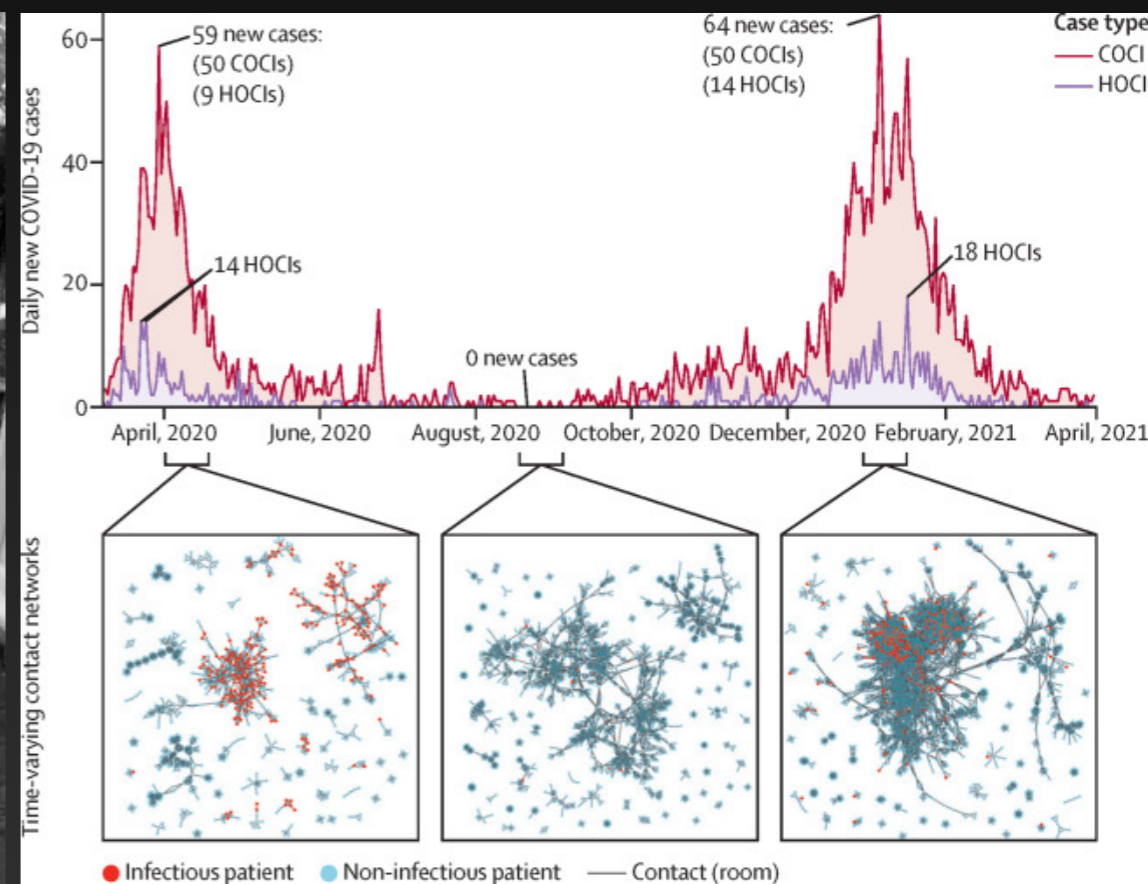 59 new cases:
(50 COCIs)
(9 HOCIs)
64 new cases:
(50 COCIs)
(14 HOCIs)
Case type
COCI
HOCI
Daily new COVID-19 cases
60
40
20
0
14 HOCIs
0 new cases
18 HOCIs
April, 2020 June, 2020 August, 2020 October, 2020 December, 2020 February, 2021 April, 2021
Time-varying contact networks
Infectious patient Non-infectious patient Contact (room)